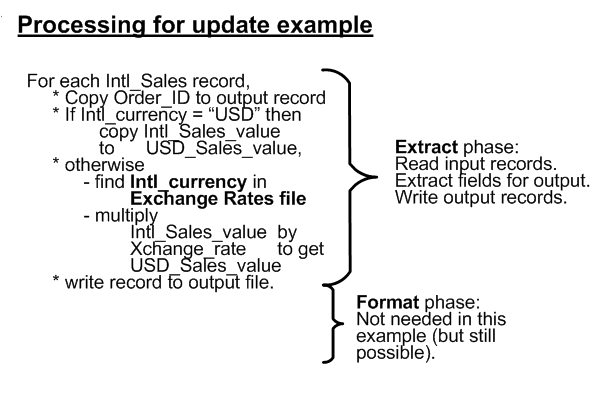 Processing for update example
For each Intl_Sales record,
* Copy Order_ID to output record
* If Intl_currency = “USD” then
copy Intl_Sales_value
to USD_Sales_value,
* otherwise
- find Intl_currency in
Exchange Rates file
- multiply
Intl_Sales_value by
Xchange_rate to get
USD_Sales_value
* write record to output file.
Extract phase:
Read input records.
Extract fields for output.
Write output records.
Format phase:
Not needed in this
example (but still
possible).